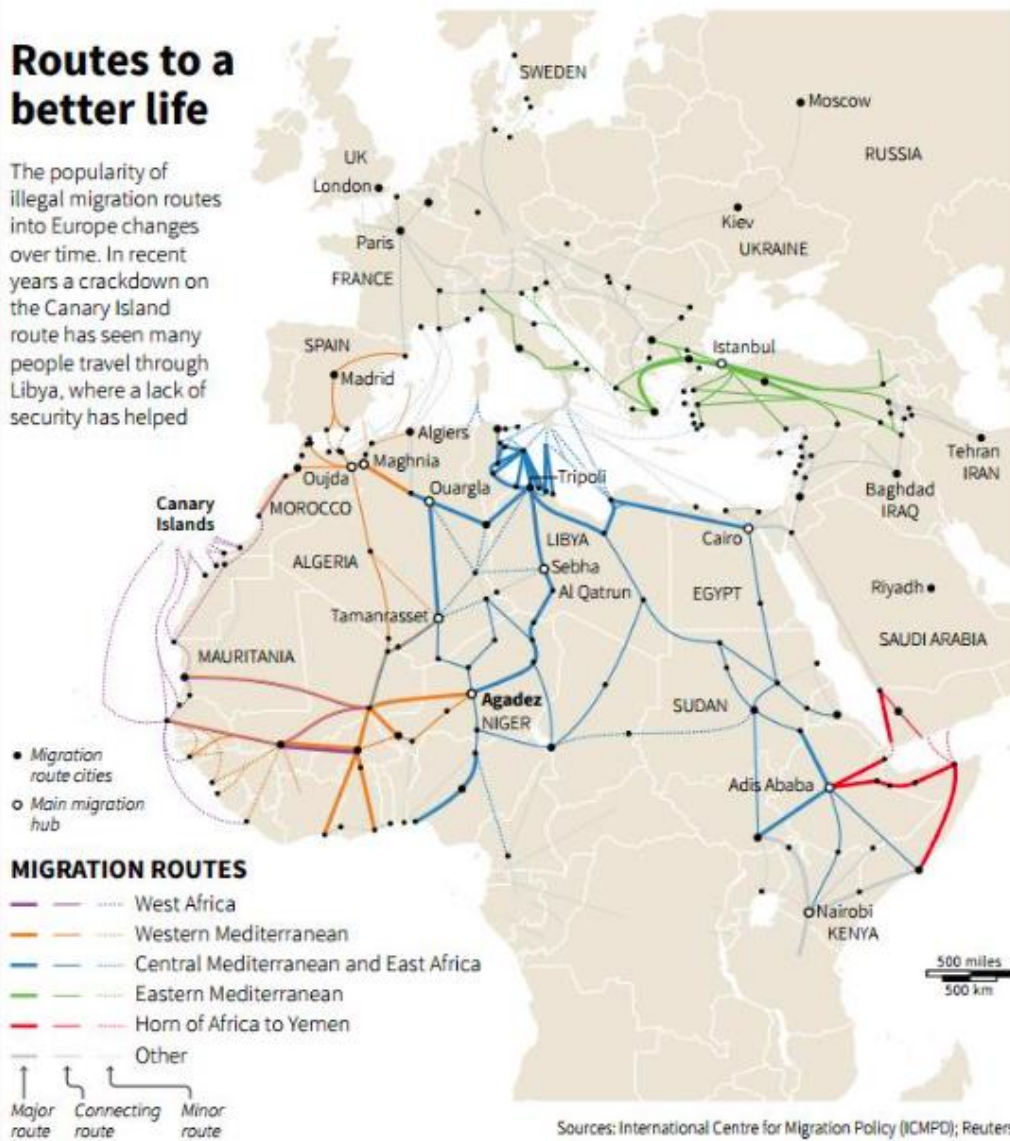 Routes to a
better life
The popularity of
illegal migration routes
into Europe changes
over time. In recent
years a crackdown on
the Canary Island
route has seen many
people travel through
Libya, where a lack of
security has helped
SWEDEN
Moscow
RUSSIA
UK
London
Kiev
UKRAINE
Paris
FRANCE
SPAIN
Madrid
Istanbul
Algiers
Maghnia
Oujda
Ouargla
Tripoli
Tehran
IRAN
Baghdad
IRAQ
Canary
Islands
MOROCCO
ALGERIA
LIBYA
Sebha
Al Qatrun
Cairo
EGYPT
Riyadh
SAUDI ARABIA
Tamanrasset
MAURITANIA
Agadez
NIGER
SUDAN
Adis Ababa
Nairobi
KENYA
Migration
route cities
Main migration
hub
MIGRATION ROUTES
West Africa
Western Mediterranean
Central Mediterranean and East Africa
Eastern Mediterranean
Horn of Africa to Yemen
Other
Major
route
Connecting
route
Minor
route
500 miles
500 km
Sources: International Centre for Migration Policy (ICMPD); Reuters